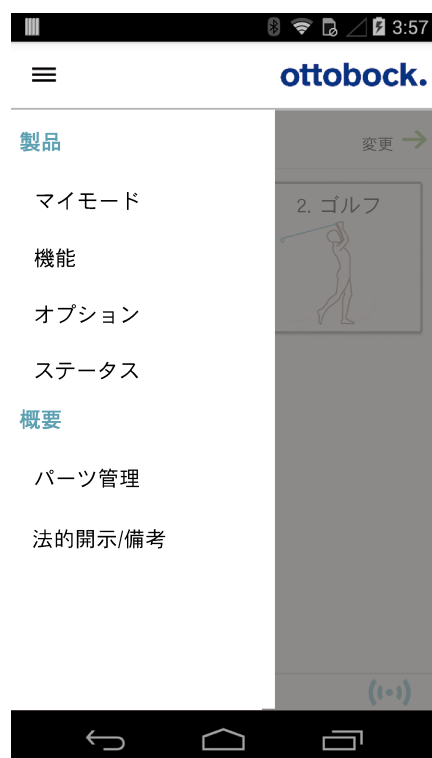 3:57
ottobock.
製品
変更
マイモード
2. ゴルフ
機能
オプション
ステータス
概要
パーツ管理
法的開示/備考